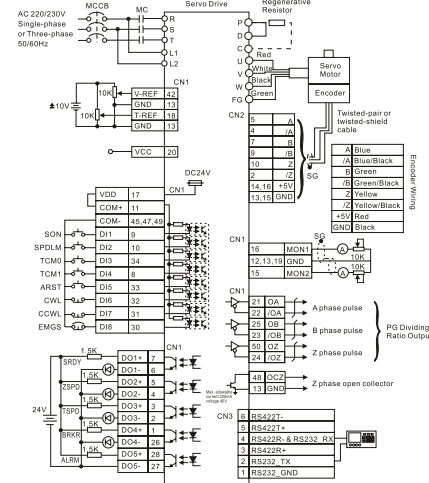 Servo Drive
Regenerative
Resistor
MCCB
MC
AC 220/230V
Single-phase
or Three-phase
50/60Hz
R
S
T
L1
L2
P
D
C
U
V
W
FG
Red
White
Black
Green
Servo
Motor
Encoder
CN1
±10V
10K
V-REF 42
GND 13
10K
T-REF 18
GND 13
VCC 20
CN2
5 A
4 /A
7 B
9 /B
10 Z
2 /Z
14,16 +5V
13,15 GND
SG
Twisted-pair or
twisted-shield
cable
A Blue
/A Blue/Black
B Green
/B Green/Black
Z Yellow
/Z Yellow/Black
+5V Red
GND Black
Encoder Wiring
DC24V
CN1
VDD 17
COM+ 11
COM- 45,47,49
SON DI1 9
SPDLM DI2 10
TCM0 DI3 34
TCM1 DI4 8
ARST DI5 33
CWL DI6 32
CCWL DI7 31
EMGS DI8 30
CN1
SG
16 MON1
12,13,19 GND
15 MON2
A
10K
10K
A
CN1
21 OA
22 /OA
25 OB
23 /OB
50 OZ
24 /OZ
A phase pulse
B phase pulse
Z phase pulse
PG Dividing
Ratio Outpu
48 OCZ
13 GND
Z phase open collector
Max. allowable
current 200mA
voltage 40V
CN1
24V
1.5K
SRDY
DO1+ 7
DO1- 6
1.5K
ZSPD
DO2+ 5
DO2- 4
1.5K
TSPD
DO3+ 3
DO3- 2
1.5K
BRKR
DO4+ 1
DO4- 26
1.5K
ALRM
DO5+ 28
DO5- 27
CN3
6 RS422T-
5 RS422T+
4 RS422R- & RS232_RX
3 RS422R+
2 RS232_TX
1 RS232_GND